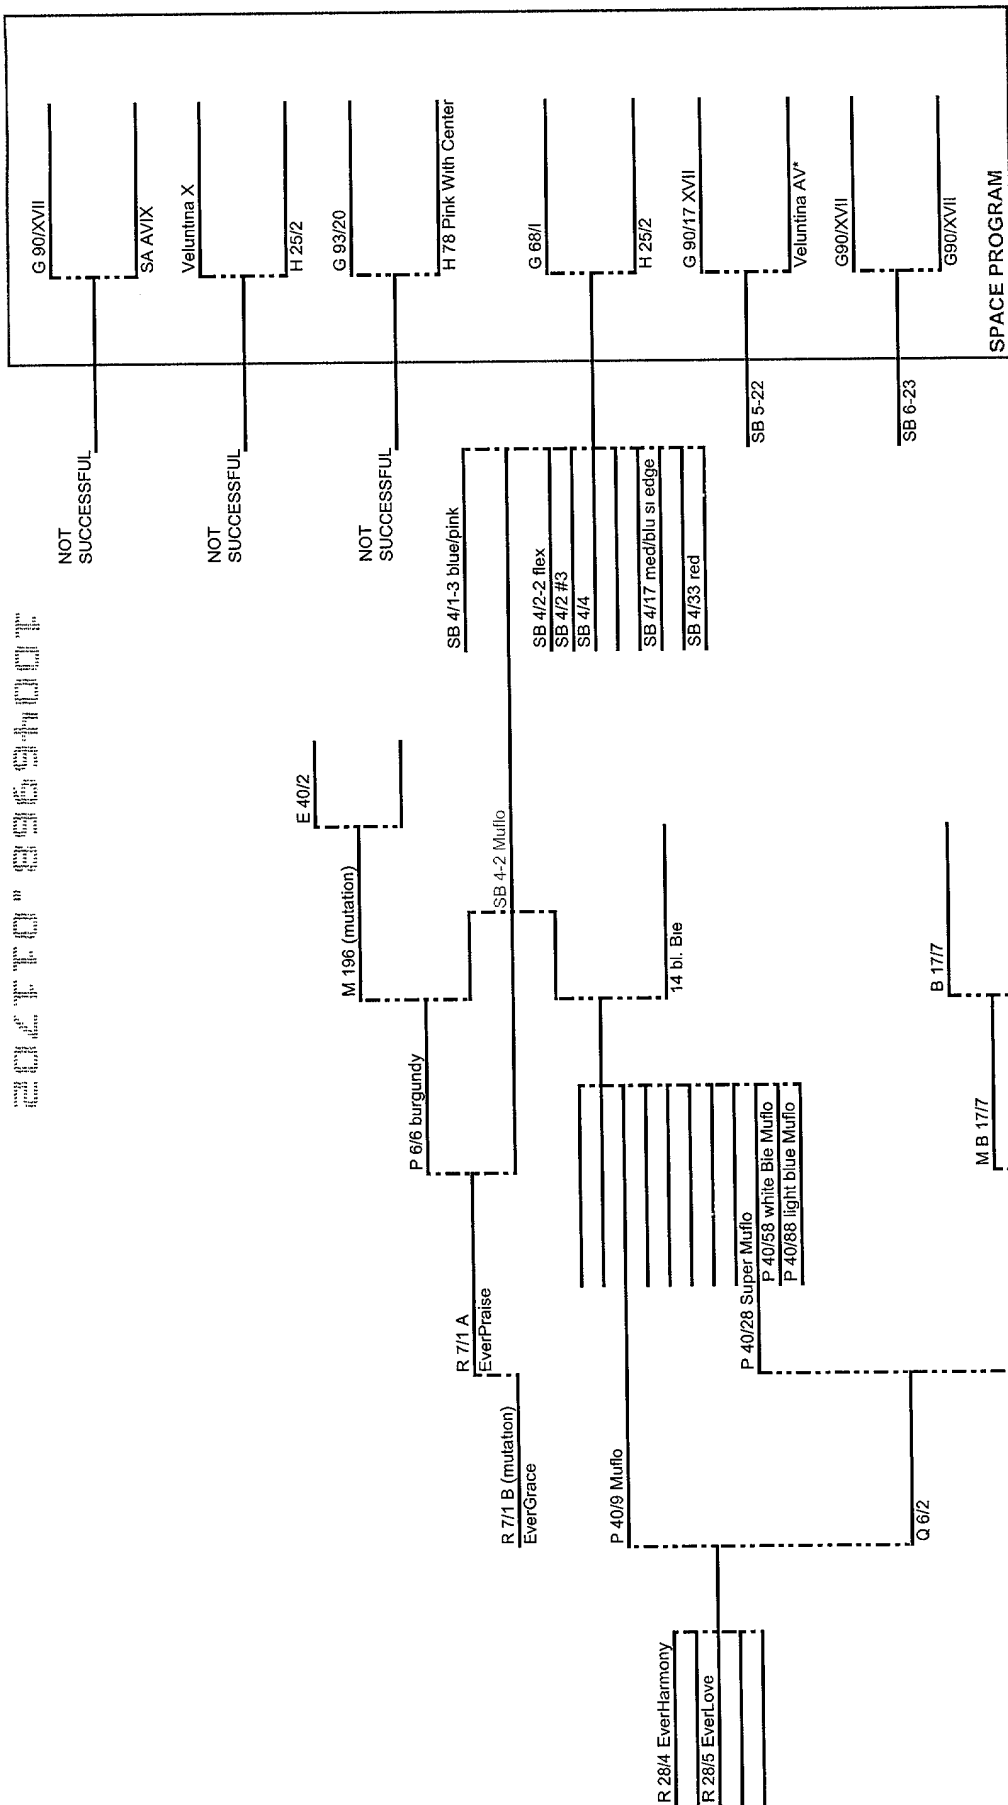 G 90/XVII
SA AVIX
NOT
SUCCESSFUL
Veluntina X
H 25/2
NOT
SUCCESSFUL
G 93/20
H 78 Pink With Center
NOT
SUCCESSFUL
G 68/I
H 25/2
G 90/17 XVII
Veluntina AV*
SB 5-22
G90/XVII
G90/XVII
SB 6-23
SPACE PROGRAM
SB 4/1-3 blue/pink
SB 4/2-2 flex
SB 4/2 #3
SB 4/4
SB 4/17 med/blu si edge
SB 4/33 red
E 40/2
M 196 (mutation)
SB 4-2 Muflo
14 bl. Bie
P 6/6 burgundy
B 17/7
M B 17/7
R 7/1 A
EverPraise
R 7/1 B (mutation)
EverGrace
P 40/28 Super Muflo
P 40/58 white Bie Muflo
P 40/88 light blue Muflo
P 40/9 Muflo
Q 6/2
R 28/4 EverHarmony
R 28/5 EverLove